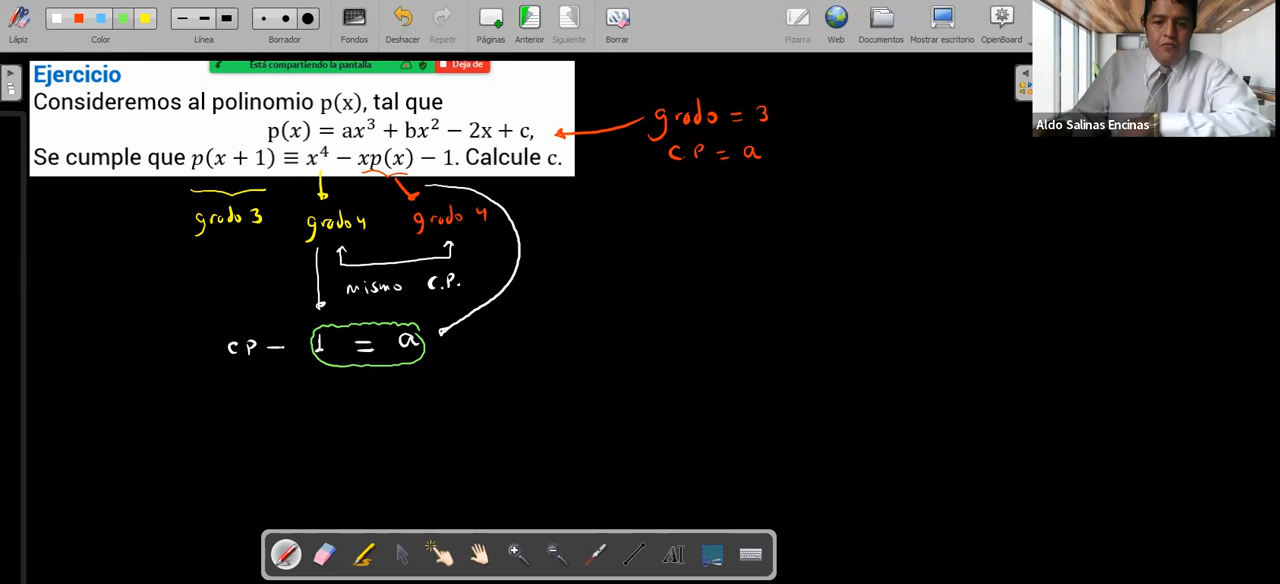 Lápiz
Color
Línea
Borrador
Fondos
Deshacer
Repetir
Páginas
Anterior
Siguiente
Borrar
Pizarra
Web
Documentos
Mostrar escritorio
OpenBoard
Está compartiendo la pantalla
Deja de
Aldo Salinas Encinas
Ejercicio
Consideremos al polinomio p(x), tal que
p(x) = ax³ + bx² − 2x + c,
Se cumple que p(x + 1) ≡ x⁴ − xp(x) − 1. Calcule c.
grado = 3
C.P = a
grado 3
grado 4
grado 4
mismo C.P.
CP − 1 = a
AI